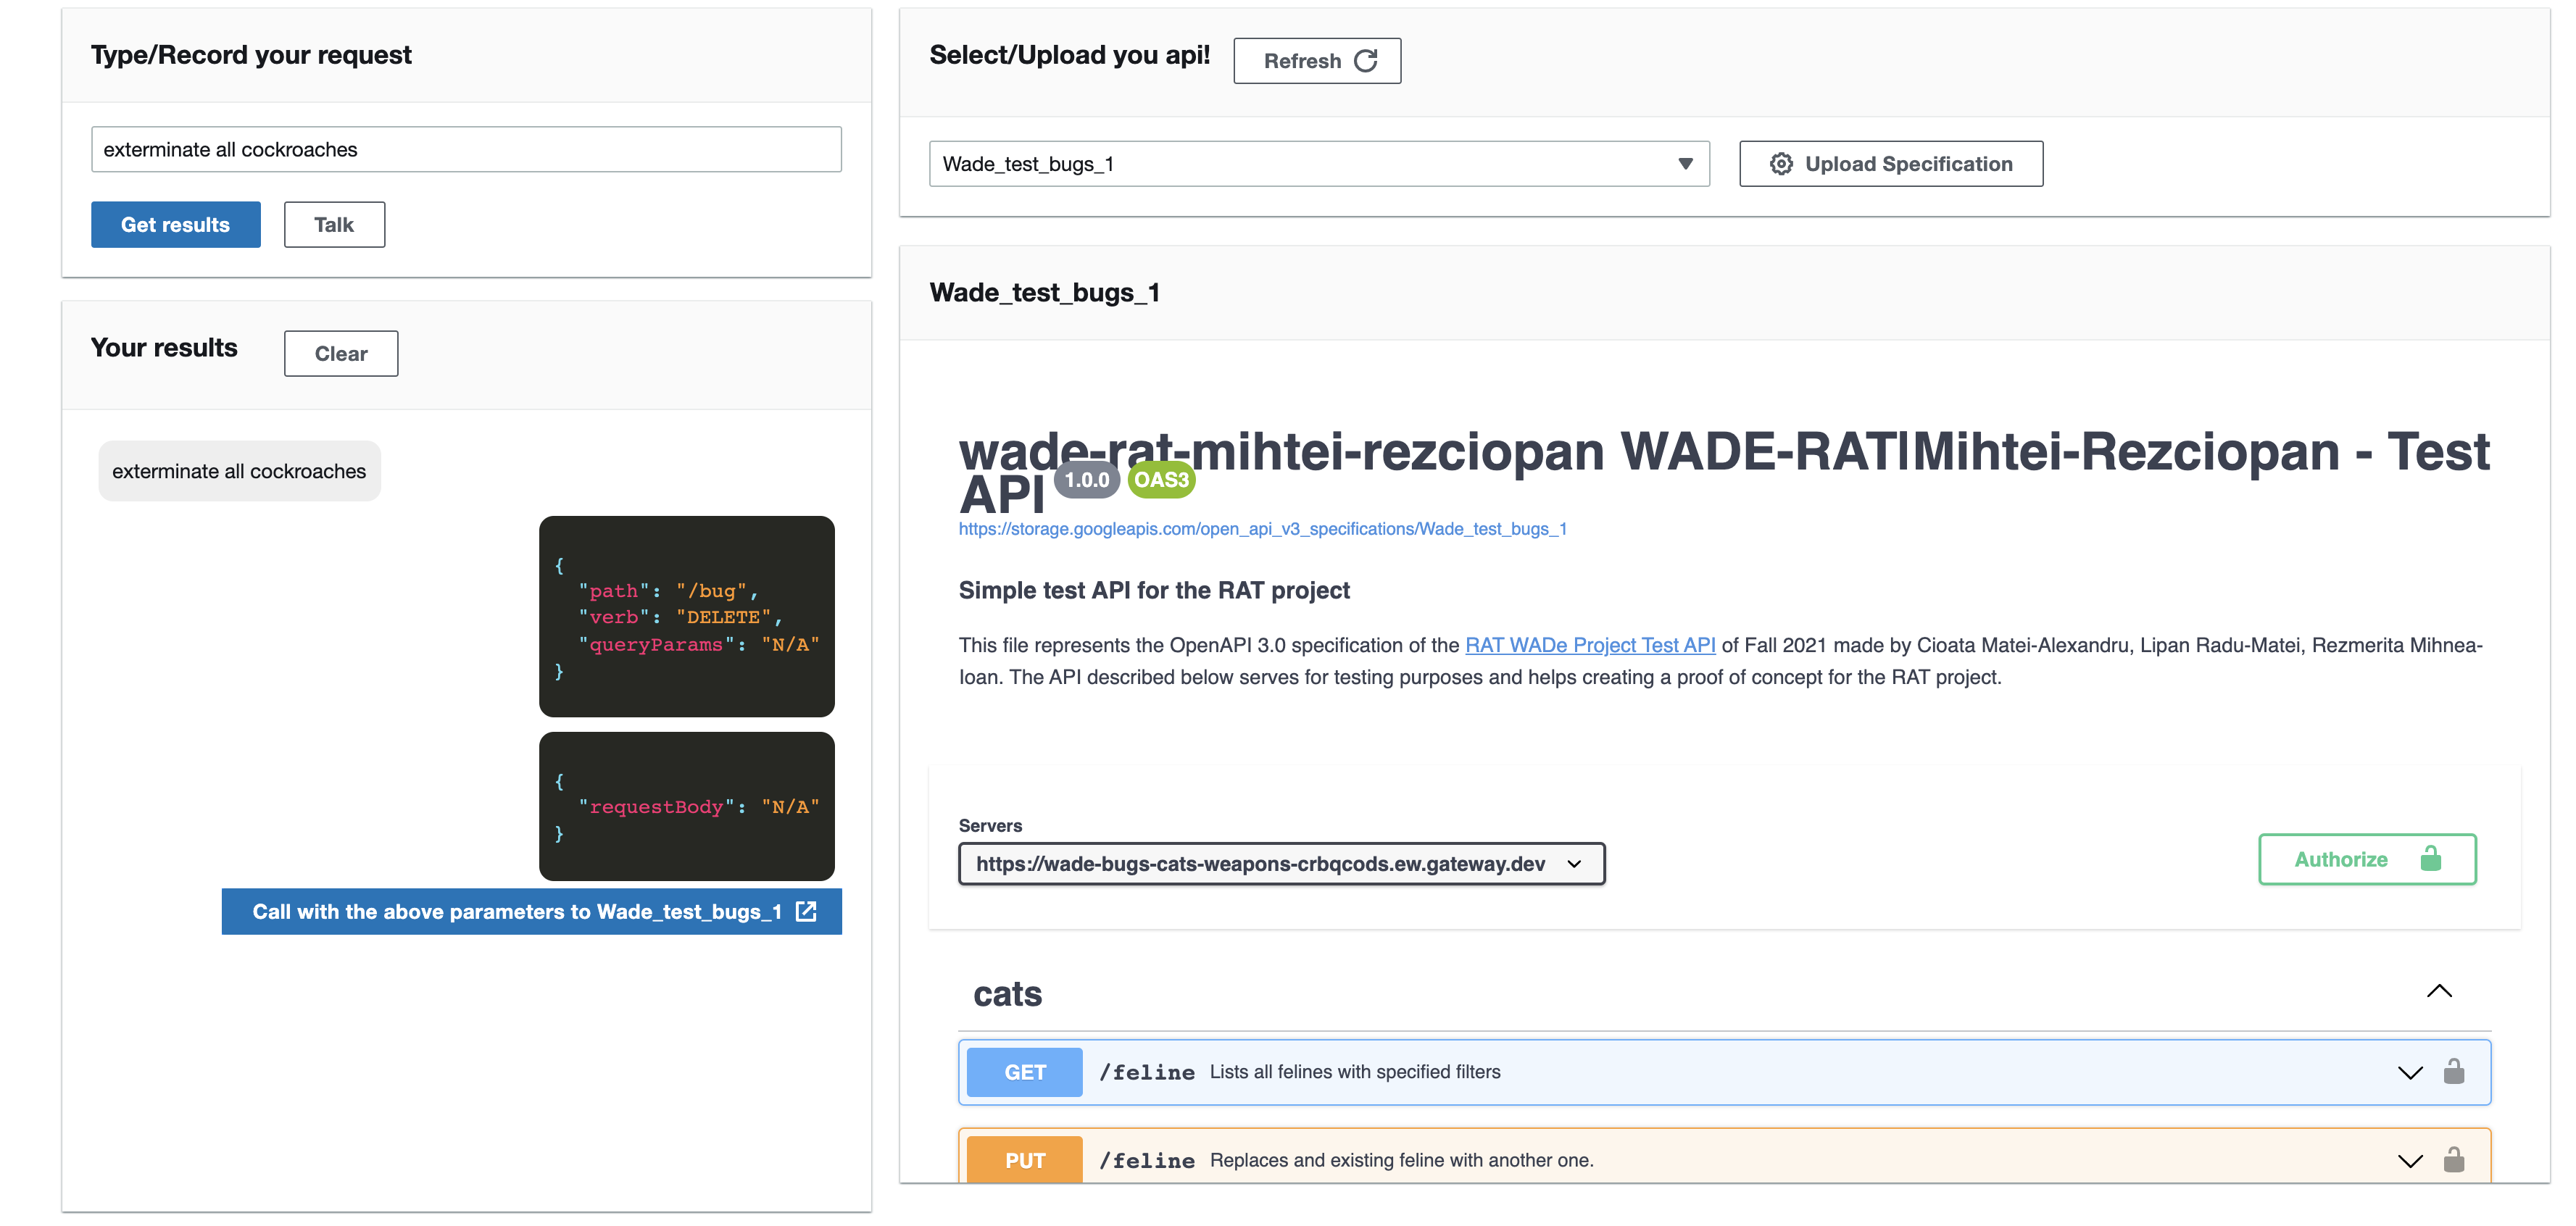 Type/Record your request
exterminate all cockroaches
Get results
Talk
Your results
Clear
exterminate all cockroaches
{
"path": "/bug",
"verb": "DELETE",
"queryParams": "N/A"
}
{
"requestBody": "N/A"
}
Call with the above parameters to Wade_test_bugs_1
Select/Upload you api!
Refresh
Wade_test_bugs_1
Upload Specification
Wade_test_bugs_1
wade-rat-mihtei-rezciopan WADE-RAT|Mihtei-Rezciopan - Test
API 1.0.0 OAS3
https://storage.googleapis.com/open_api_v3_specifications/Wade_test_bugs_1
Simple test API for the RAT project
This file represents the OpenAPI 3.0 specification of the RAT WADe Project Test API of Fall 2021 made by Cioata Matei-Alexandru, Lipan Radu-Matei, Rezmerita Mihnea-
Ioan. The API described below serves for testing purposes and helps creating a proof of concept for the RAT project.
Servers
https://wade-bugs-cats-weapons-crbqcods.ew.gateway.dev
Authorize
cats
GET /feline Lists all felines with specified filters
PUT /feline Replaces and existing feline with another one.